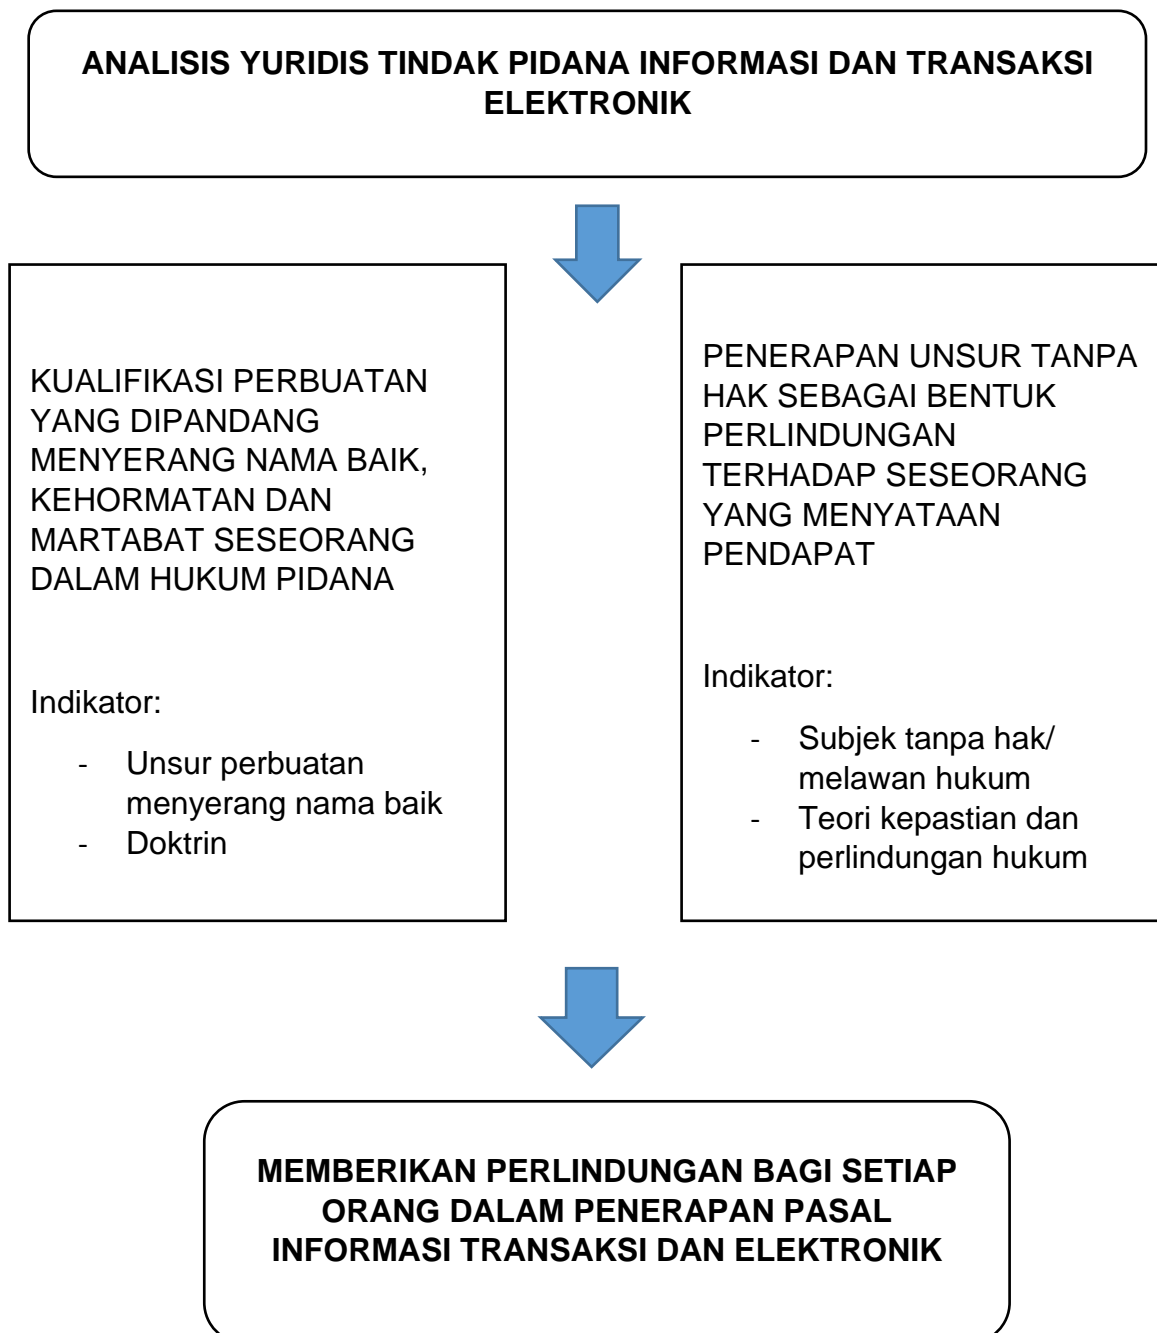 ANALISIS YURIDIS TINDAK PIDANA INFORMASI DAN TRANSAKSI
ELEKTRONIK
KUALIFIKASI PERBUATAN
YANG DIPANDANG
MENYERANG NAMA BAIK,
KEHORMATAN DAN
MARTABAT SESEORANG
DALAM HUKUM PIDANA
Indikator:
- Unsur perbuatan
menyerang nama baik
- Doktrin
PENERAPAN UNSUR TANPA
HAK SEBAGAI BENTUK
PERLINDUNGAN
TERHADAP SESEORANG
YANG MENYATAAN
PENDAPAT
Indikator:
- Subjek tanpa hak/
melawan hukum
- Teori kepastian dan
perlindungan hukum
MEMBERIKAN PERLINDUNGAN BAGI SETIAP
ORANG DALAM PENERAPAN PASAL
INFORMASI TRANSAKSI DAN ELEKTRONIK